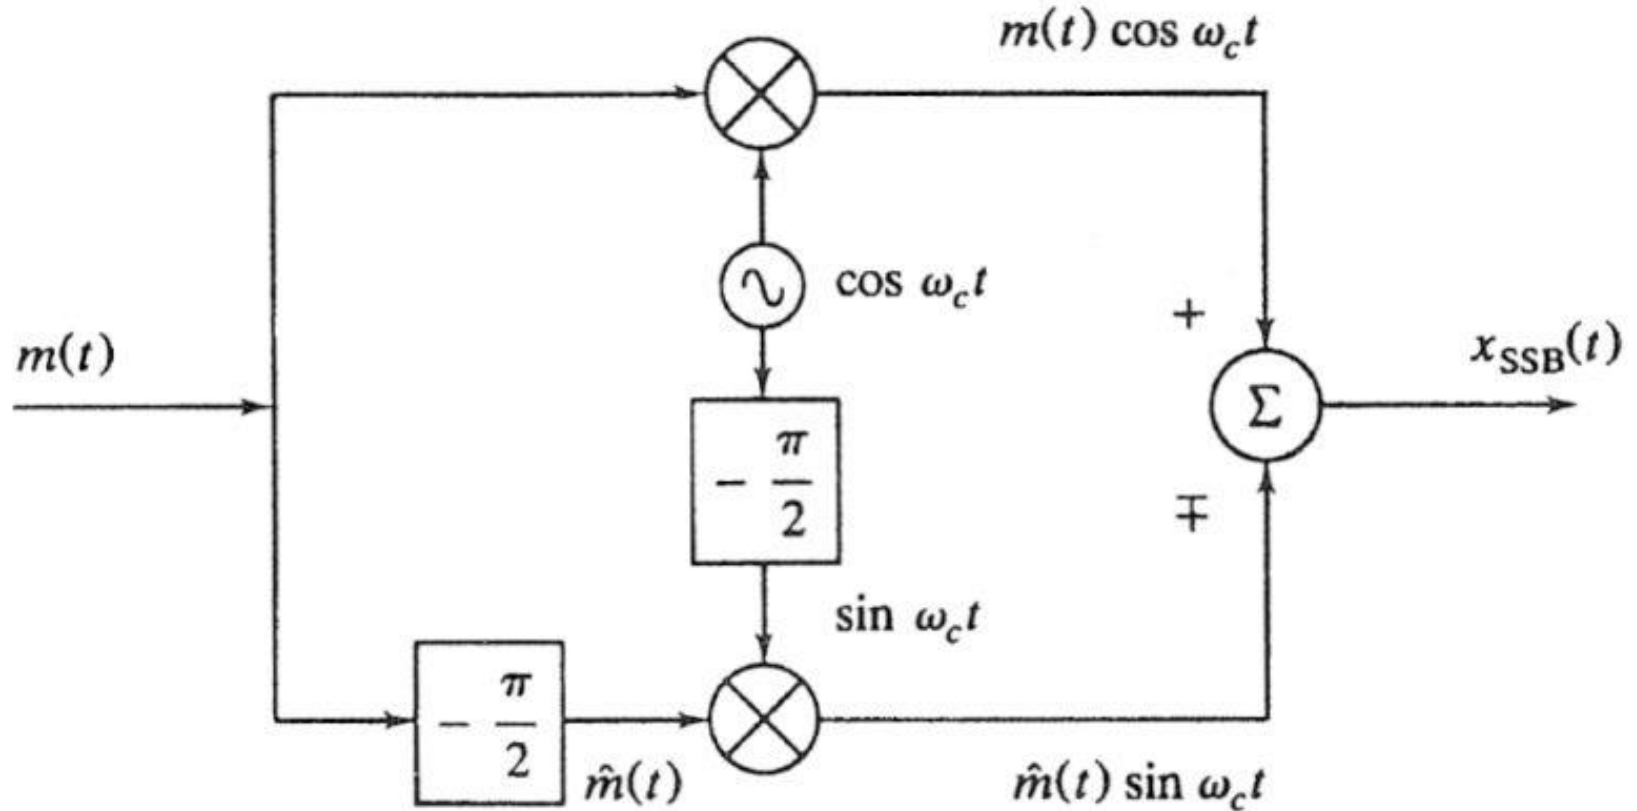 m(t) cos ω_c t
cos ω_c t
+
m(t)
x_SSB(t)
Σ
− π/2
∓
sin ω_c t
− π/2
m̂(t)
m̂(t) sin ω_c t